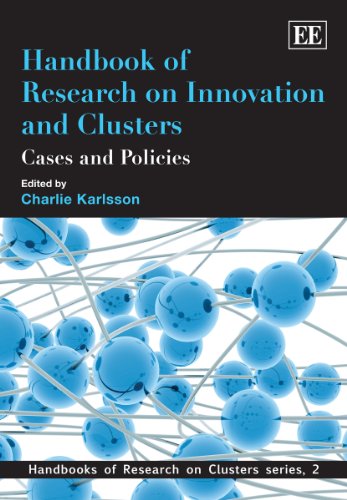 EE
Handbook of
Research on Innovation
and Clusters
Cases and Policies
Edited by
Charlie Karlsson
Handbooks of Research on Clusters series, 2